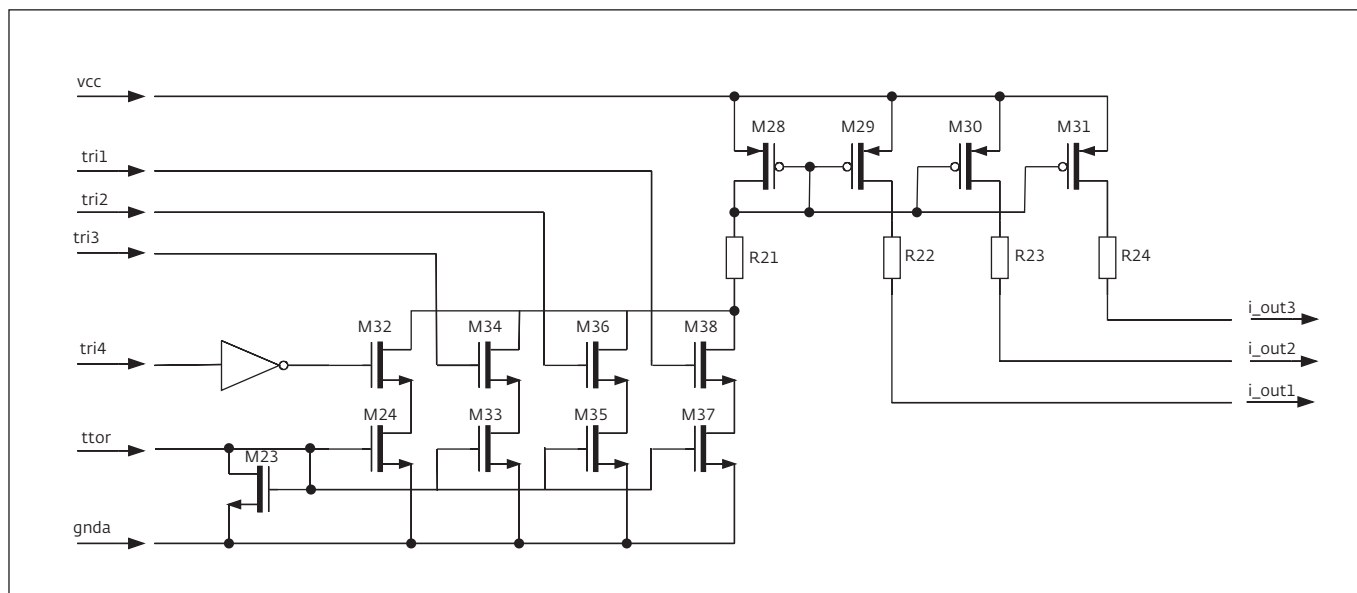 vcc
M28
M29
M30
M31
tri1
tri2
tri3
R21
R22
R23
R24
i_out3
M32
M34
M36
M38
tri4
i_out2
i_out1
M24
M33
M35
M37
ttor
M23
gnda